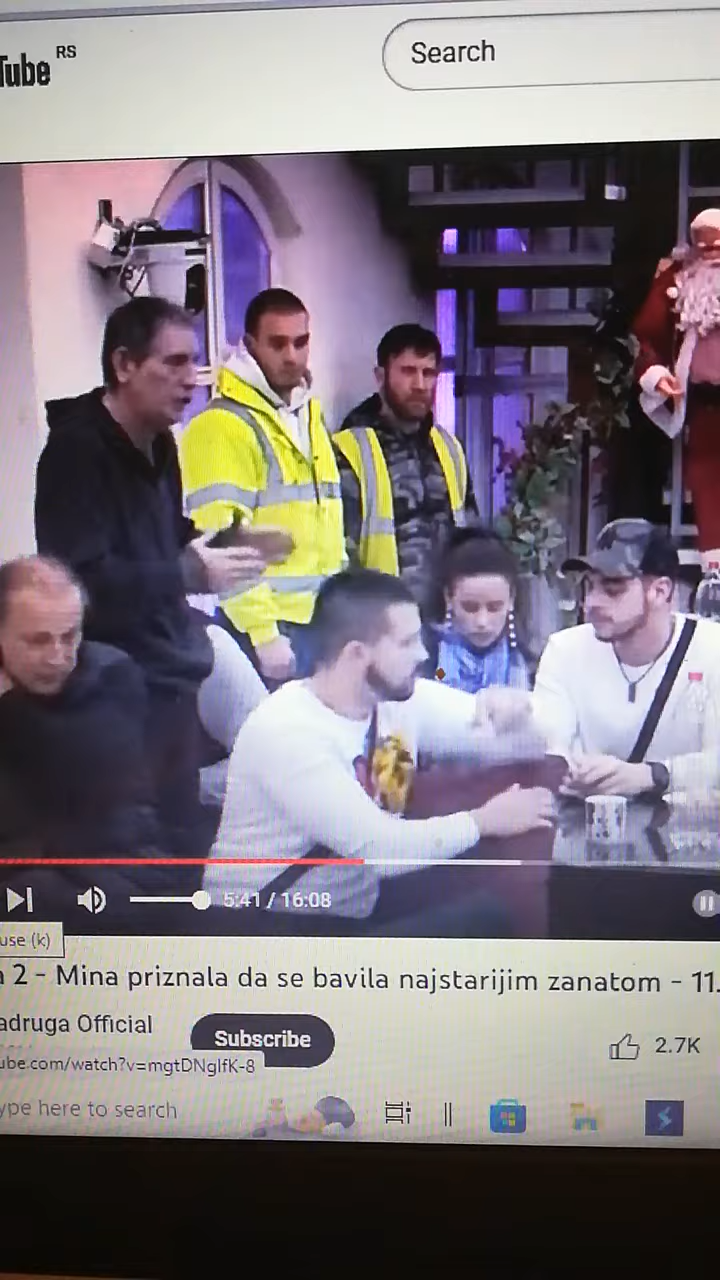 Tube RS
Search
5:41 / 16:08
use (k)
a 2 - Mina priznala da se bavila najstarijim zanatom - 11.
adruga Official
Subscribe
2.7K
ube.com/watch?v=mgtDNglfK-8
ype here to search